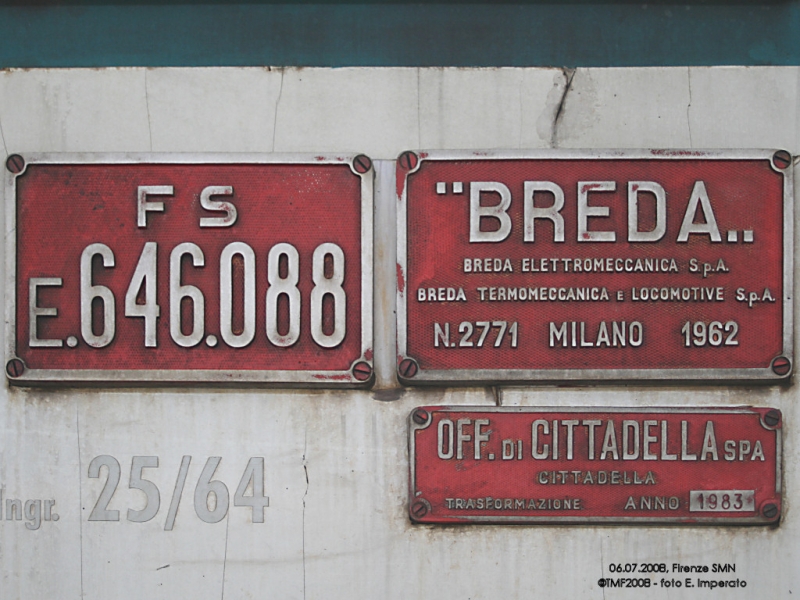 FS
E.646.088
"BREDA„
BREDA ELETTROMECCANICA S.p.A.
BREDA TERMOMECCANICA E LOCOMOTIVE S.p.A.
N.2771 MILANO 1962
OFF. DI CITTADELLA SPA
CITTADELLA
TRASFORMAZIONE ANNO 1983
Ingr. 25/64
06.07.2008, Firenze SMN
©TMF2008 - foto E. Imperato